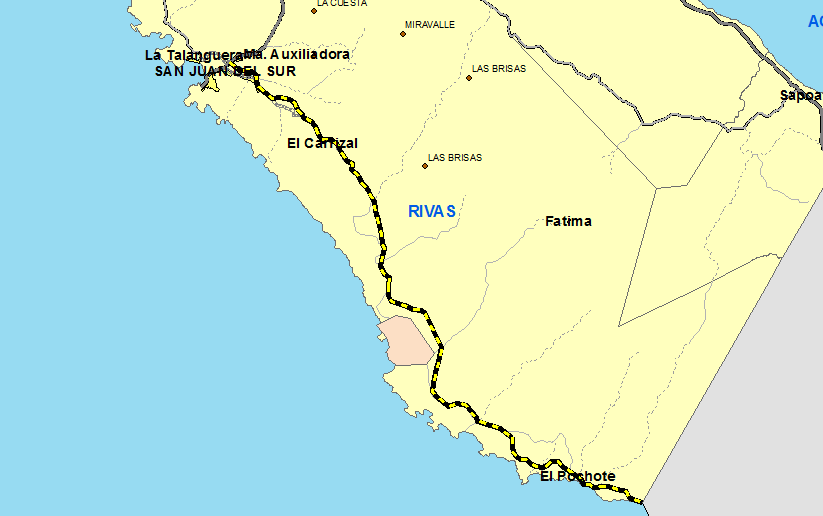 LA CUESTA
MIRAVALLE
AC
La Talanguera
Ma. Auxiliadora
SAN JUAN DEL SUR
LAS BRISAS
Sapoa
El Carrizal
LAS BRISAS
RIVAS
Fatima
El Pochote